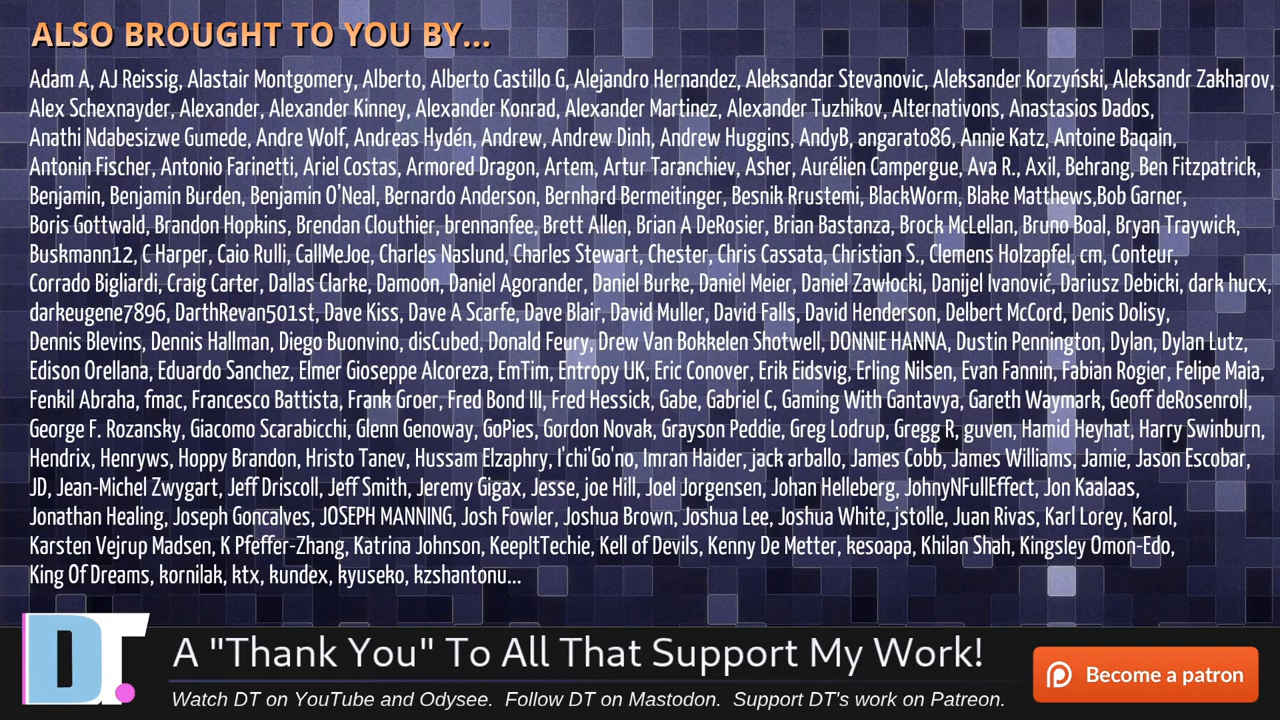 ALSO BROUGHT TO YOU BY...
Adam A, AJ Reissig, Alastair Montgomery, Alberto, Alberto Castillo G, Alejandro Hernandez, Aleksandar Stevanovic, Aleksander Korzyński, Aleksandr Zakharov,
Alex Schexnayder, Alexander, Alexander Kinney, Alexander Konrad, Alexander Martinez, Alexander Tuzhikov, Alternativons, Anastasios Dados,
Anathi Ndabesizwe Gumede, Andre Wolf, Andreas Hydén, Andrew, Andrew Dinh, Andrew Huggins, AndyB, angarato86, Annie Katz, Antoine Baqain,
Antonin Fischer, Antonio Farinetti, Ariel Costas, Armored Dragon, Artem, Artur Taranchiev, Asher, Aurélien Campergue, Ava R., Axil, Behrang, Ben Fitzpatrick,
Benjamin, Benjamin Burden, Benjamin O'Neal, Bernardo Anderson, Bernhard Bermeitinger, Besnik Rrustemi, BlackWorm, Blake Matthews,Bob Garner,
Boris Gottwald, Brandon Hopkins, Brendan Clouthier, brennanfee, Brett Allen, Brian A DeRosier, Brian Bastanza, Brock McLellan, Bruno Boal, Bryan Traywick,
Buskmann12, C Harper, Caio Rulli, CallMeJoe, Charles Naslund, Charles Stewart, Chester, Chris Cassata, Christian S., Clemens Holzapfel, cm, Conteur,
Corrado Bigliardi, Craig Carter, Dallas Clarke, Damoon, Daniel Agorander, Daniel Burke, Daniel Meier, Daniel Zawłocki, Danijel Ivanović, Dariusz Debicki, dark hucx,
darkeugene7896, DarthRevan501st, Dave Kiss, Dave A Scarfe, Dave Blair, David Muller, David Falls, David Henderson, Delbert McCord, Denis Dolisy,
Dennis Blevins, Dennis Hallman, Diego Buonvino, disCubed, Donald Feury, Drew Van Bokkelen Shotwell, DONNIE HANNA, Dustin Pennington, Dylan, Dylan Lutz,
Edison Orellana, Eduardo Sanchez, Elmer Gioseppe Alcoreza, EmTim, Entropy UK, Eric Conover, Erik Eidsvig, Erling Nilsen, Evan Fannin, Fabian Rogier, Felipe Maia,
Fenkil Abraha, fmac, Francesco Battista, Frank Groer, Fred Bond III, Fred Hessick, Gabe, Gabriel C, Gaming With Gantavya, Gareth Waymark, Geoff deRosenroll,
George F. Rozansky, Giacomo Scarabicchi, Glenn Genoway, GoPies, Gordon Novak, Grayson Peddie, Greg Lodrup, Gregg R, guven, Hamid Heyhat, Harry Swinburn,
Hendrix, Henryws, Hoppy Brandon, Hristo Tanev, Hussam Elzaphry, I'chi'Go'no, Imran Haider, jack arballo, James Cobb, James Williams, Jamie, Jason Escobar,
JD, Jean-Michel Zwygart, Jeff Driscoll, Jeff Smith, Jeremy Gigax, Jesse, joe Hill, Joel Jorgensen, Johan Helleberg, JohnyNFullEffect, Jon Kaalaas,
Jonathan Healing, Joseph Goncalves, JOSEPH MANNING, Josh Fowler, Joshua Brown, Joshua Lee, Joshua White, jstolle, Juan Rivas, Karl Lorey, Karol,
Karsten Vejrup Madsen, K Pfeffer-Zhang, Katrina Johnson, KeepItTechie, Kell of Devils, Kenny De Metter, kesoapa, Khilan Shah, Kingsley Omon-Edo,
King Of Dreams, kornilak, ktx, kundex, kyuseko, kzshantonu...
DT.
A "Thank You" To All That Support My Work!
Become a patron
Watch DT on YouTube and Odysee. Follow DT on Mastodon. Support DT's work on Patreon.